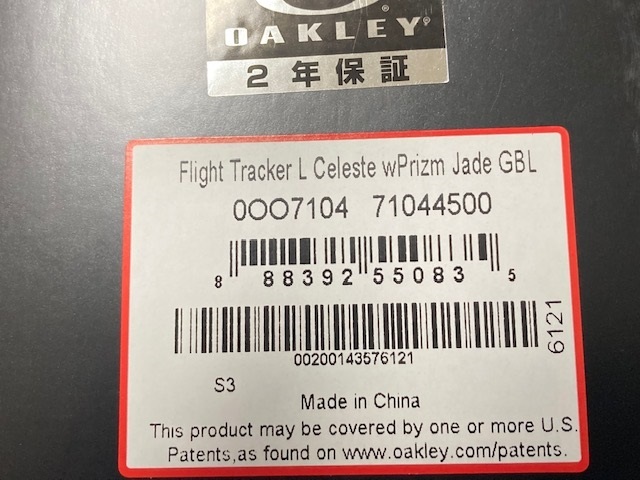 OAKLEY
2年保証
Flight Tracker L Celeste wPrizm Jade GBL
0OO7104 71044500
8 88392 55083 5
00200143576121
6121
S3
Made in China
This product may be covered by one or more U.S.
Patents,as found on www.oakley.com/patents.